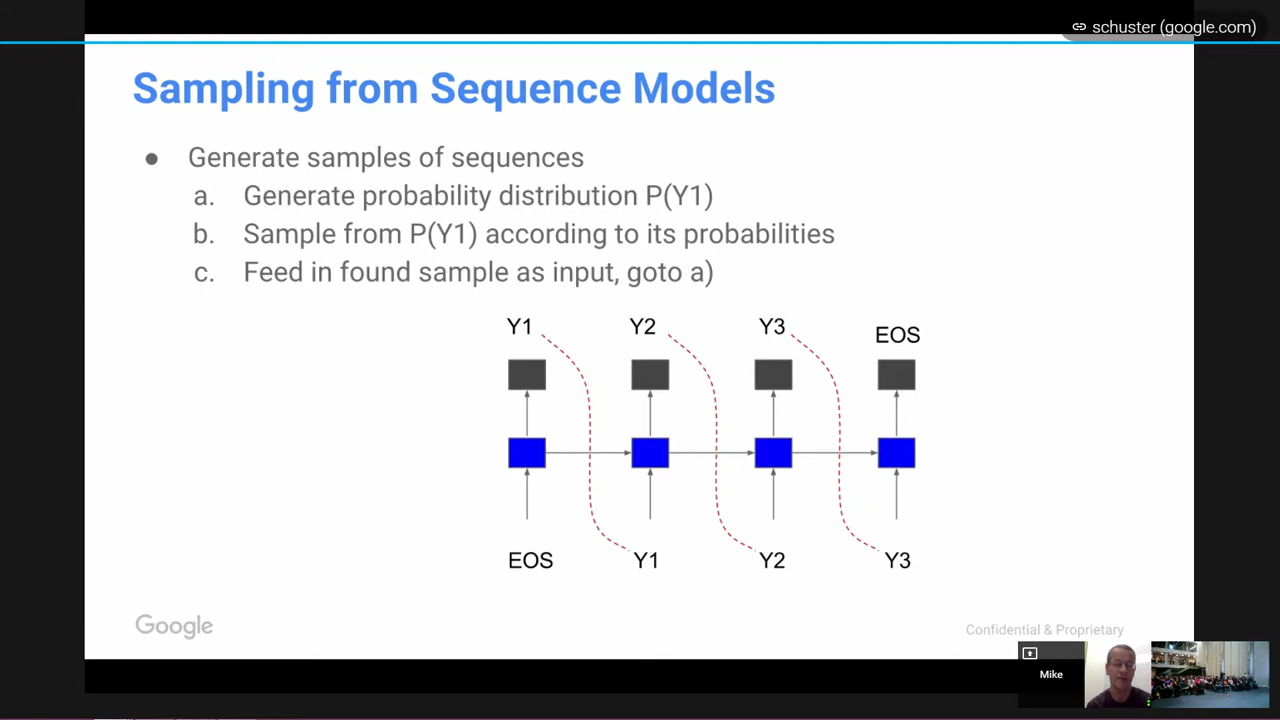 schuster (google.com)
Sampling from Sequence Models
● Generate samples of sequences
a. Generate probability distribution P(Y1)
b. Sample from P(Y1) according to its probabilities
c. Feed in found sample as input, goto a)
Y1 Y2 Y3 EOS
EOS Y1 Y2 Y3
Google
Confidential & Proprietary
Mike